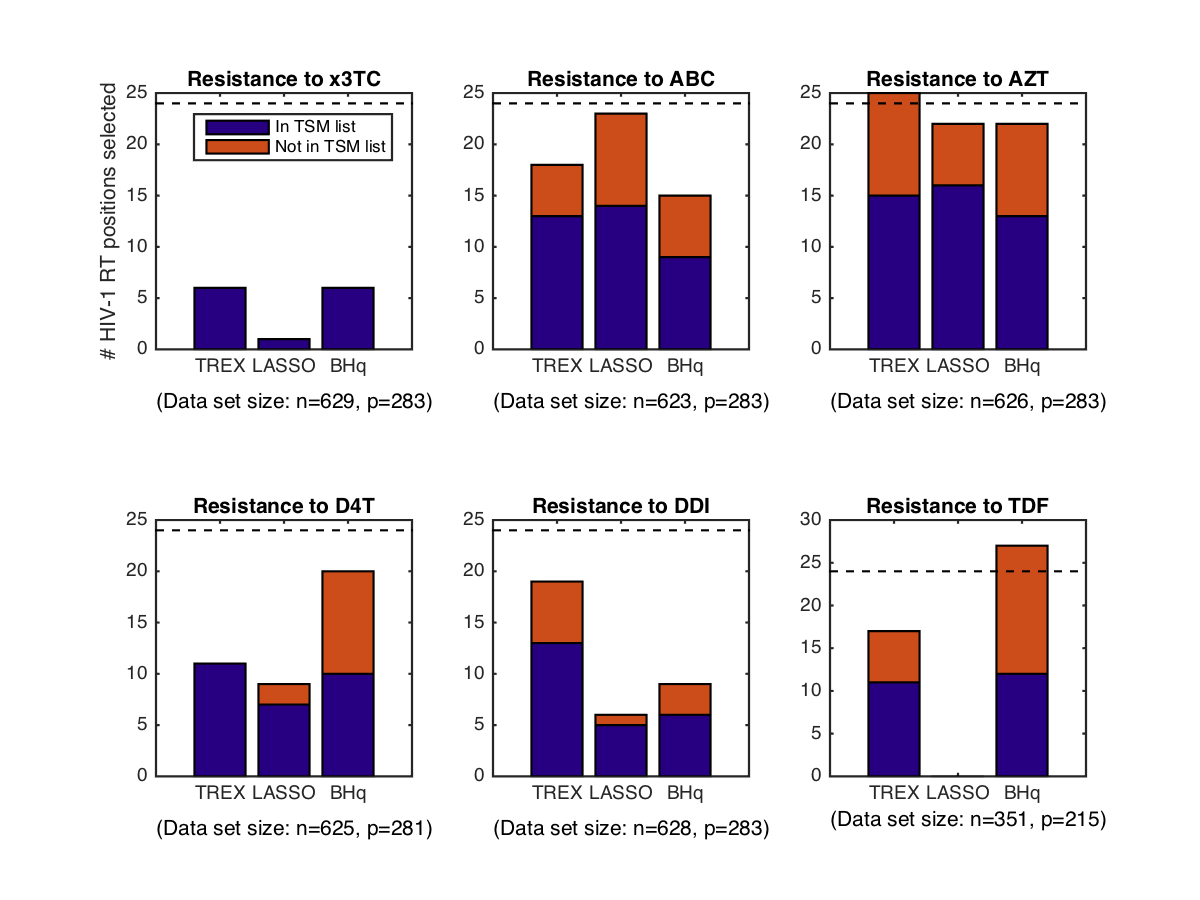 Resistance to x3TC
# HIV-1 RT positions selected
25
20
15
10
5
0
In TSM list
Not in TSM list
TREX LASSO BHq
(Data set size: n=629, p=283)
Resistance to ABC
25
20
15
10
5
0
TREX LASSO BHq
(Data set size: n=623, p=283)
Resistance to AZT
25
20
15
10
5
0
TREX LASSO BHq
(Data set size: n=626, p=283)
Resistance to D4T
25
20
15
10
5
0
TREX LASSO BHq
(Data set size: n=625, p=281)
Resistance to DDI
25
20
15
10
5
0
TREX LASSO BHq
(Data set size: n=628, p=283)
Resistance to TDF
30
25
20
15
10
5
0
TREX LASSO BHq
(Data set size: n=351, p=215)